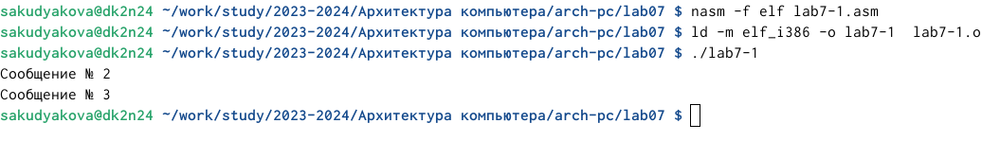 sakudyakova@dk2n24 ~/work/study/2023-2024/Архитектура компьютера/arch-pc/lab07 $ nasm -f elf lab7-1.asm
sakudyakova@dk2n24 ~/work/study/2023-2024/Архитектура компьютера/arch-pc/lab07 $ ld -m elf_i386 -o lab7-1  lab7-1.o
sakudyakova@dk2n24 ~/work/study/2023-2024/Архитектура компьютера/arch-pc/lab07 $ ./lab7-1
Сообщение № 2
Сообщение № 3
sakudyakova@dk2n24 ~/work/study/2023-2024/Архитектура компьютера/arch-pc/lab07 $